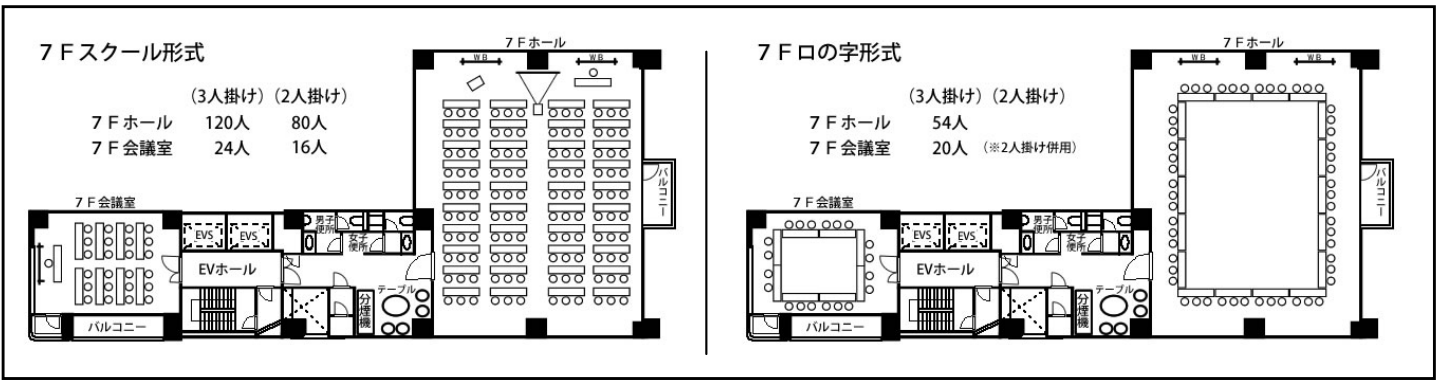 ７Ｆスクール形式
（3人掛け）（2人掛け）
７Ｆホール 120人 80人
７Ｆ会議室 24人 16人
７Ｆホール
ＷＢ
ＷＢ
バルコニー
７Ｆ会議室
EVS
EVS
男子
便所
女子
便所
EVホール
テーブル
分煙機
バルコニー
７Ｆロの字形式
（3人掛け）（2人掛け）
７Ｆホール 54人
７Ｆ会議室 20人 （※2人掛け併用）
７Ｆホール
ＷＢ
ＷＢ
バルコニー
７Ｆ会議室
EVS
EVS
男子
便所
女子
便所
EVホール
テーブル
分煙機
バルコニー